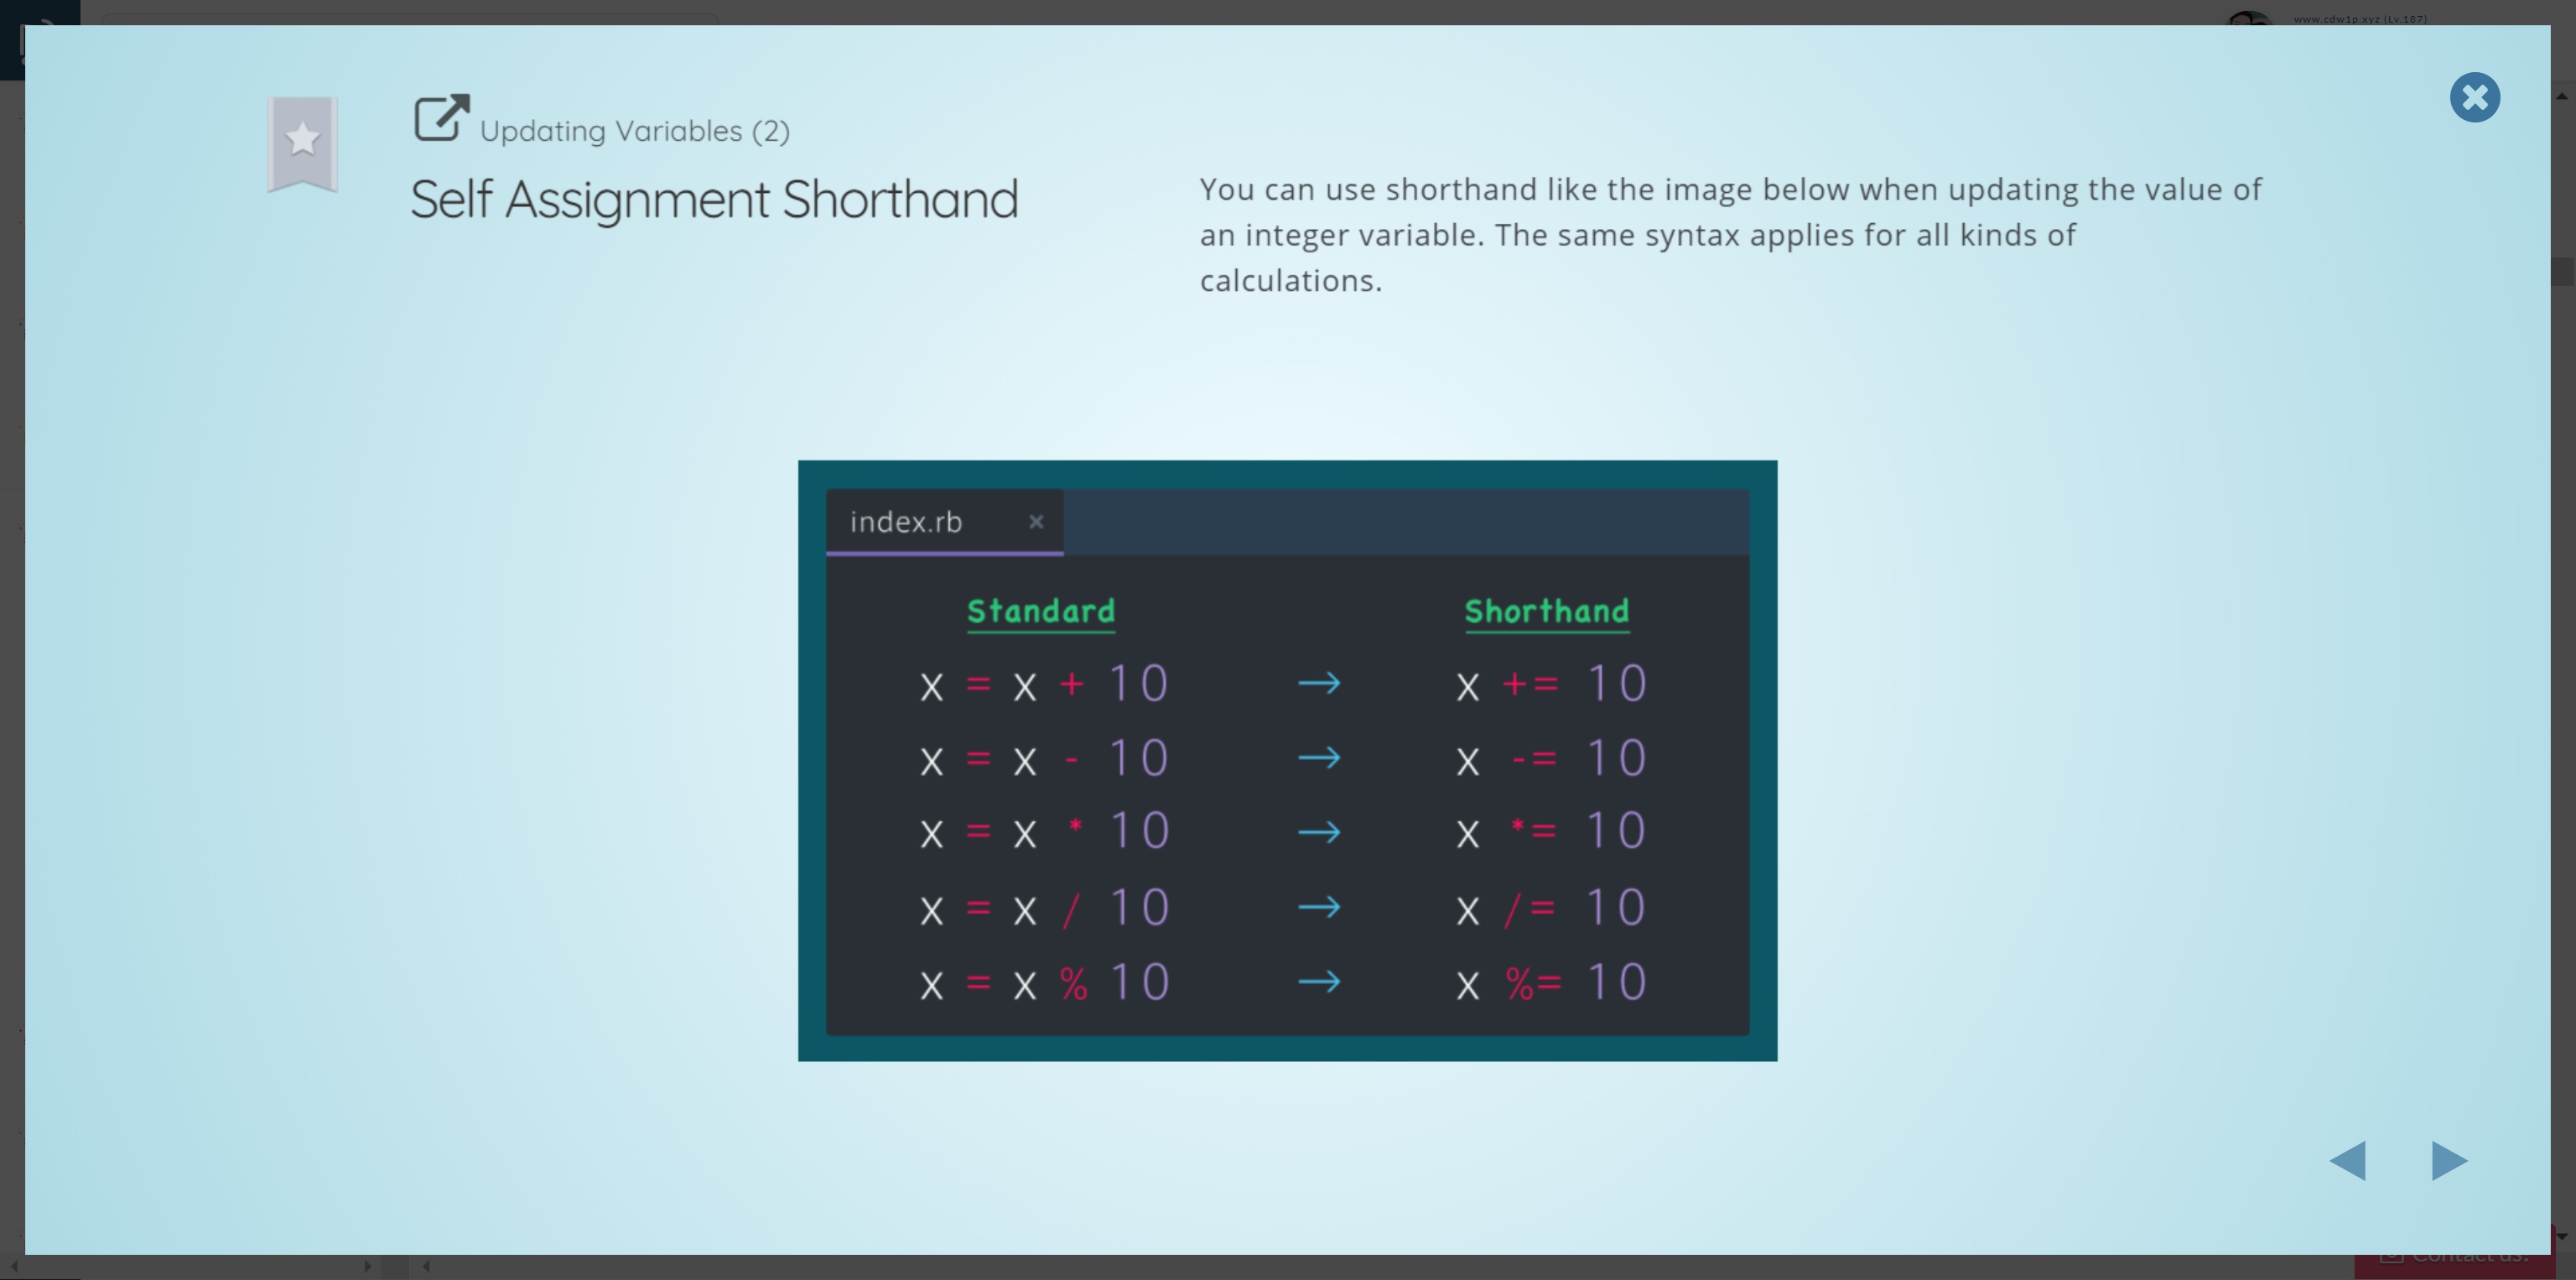 www.cdw1p.xyz (Lv.187)
Updating Variables (2)
Self Assignment Shorthand
You can use shorthand like the image below when updating the value of
an integer variable. The same syntax applies for all kinds of
calculations.
index.rb ×
Standard Shorthand
x = x + 10 → x += 10
x = x - 10 → x -= 10
x = x * 10 → x *= 10
x = x / 10 → x /= 10
x = x % 10 → x %= 10
Contact us!